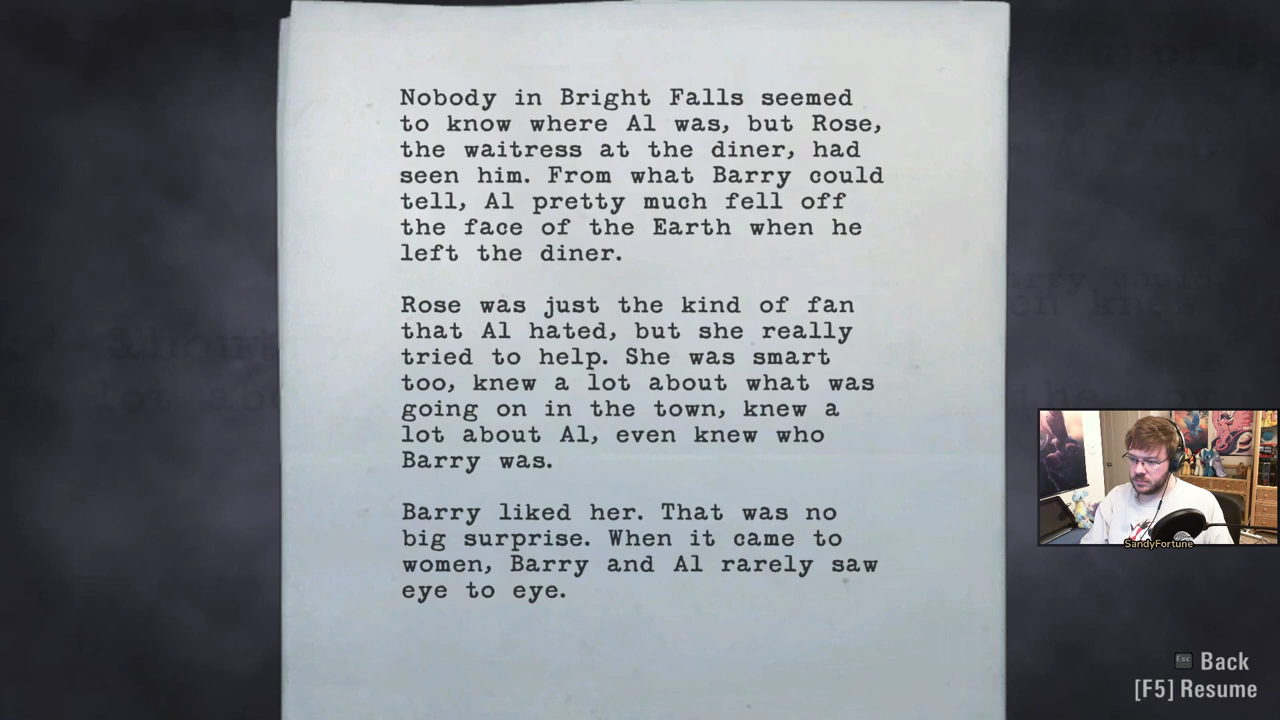 Nobody in Bright Falls seemed
to know where Al was, but Rose,
the waitress at the diner, had
seen him. From what Barry could
tell, Al pretty much fell off
the face of the Earth when he
left the diner.
Rose was just the kind of fan
that Al hated, but she really
tried to help. She was smart
too, knew a lot about what was
going on in the town, knew a
lot about Al, even knew who
Barry was.
Barry liked her. That was no
big surprise. When it came to
women, Barry and Al rarely saw
eye to eye.
SandyFortune
Esc Back
[F5] Resume